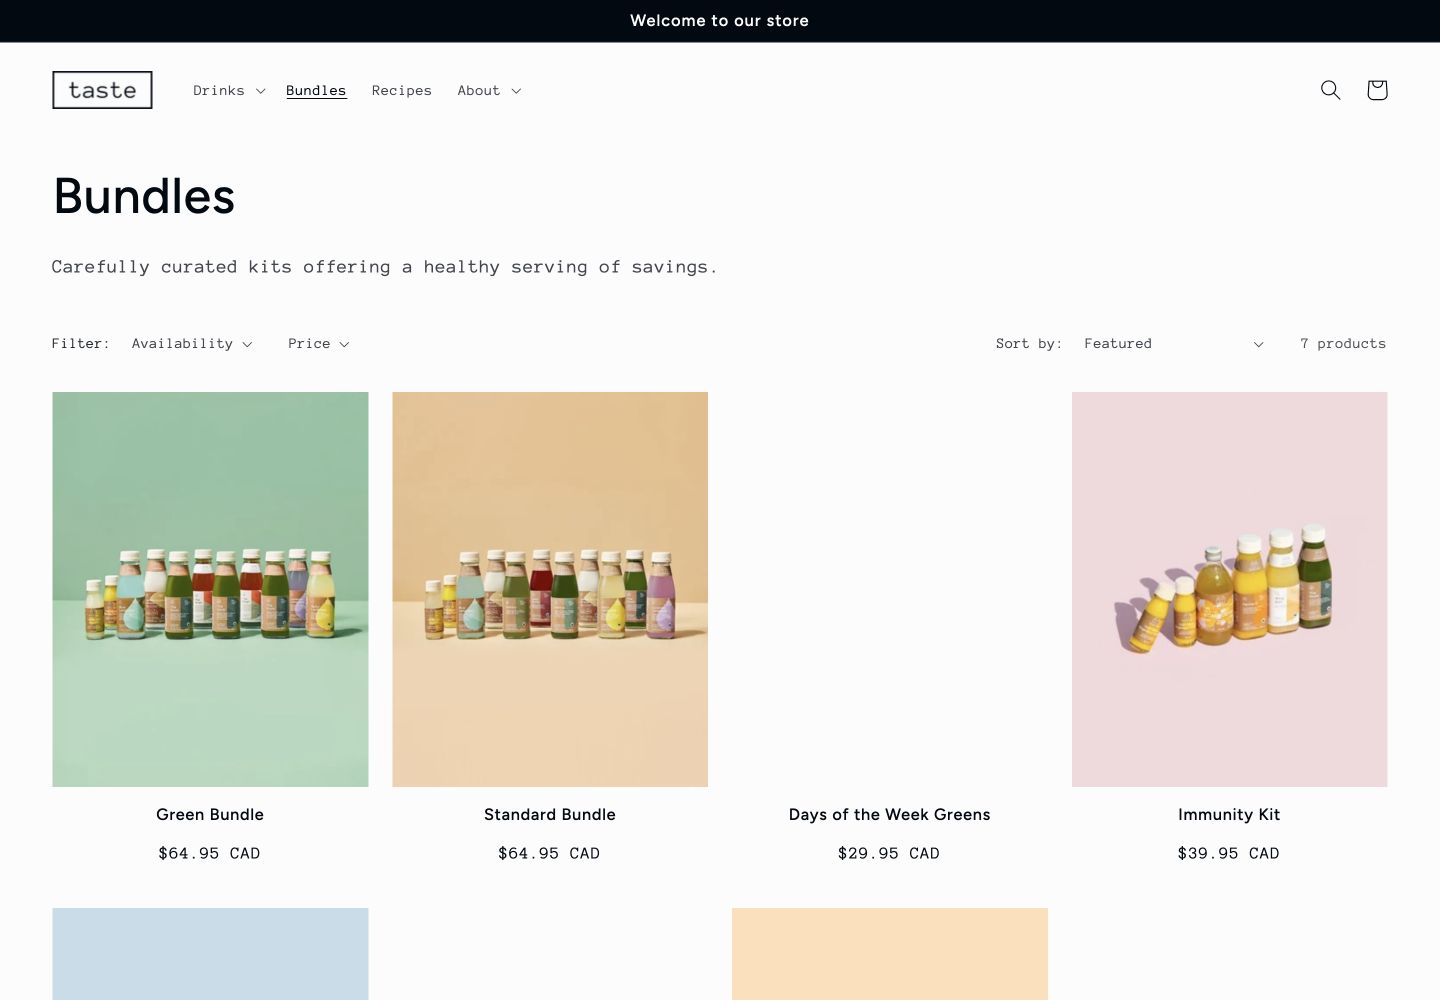 Welcome to our store
taste
Drinks
Bundles
Recipes
About
Bundles
Carefully curated kits offering a healthy serving of savings.
Filter:
Availability
Price
Sort by:
Featured
7 products
Green Bundle
$64.95 CAD
Standard Bundle
$64.95 CAD
Days of the Week Greens
$29.95 CAD
Immunity Kit
$39.95 CAD